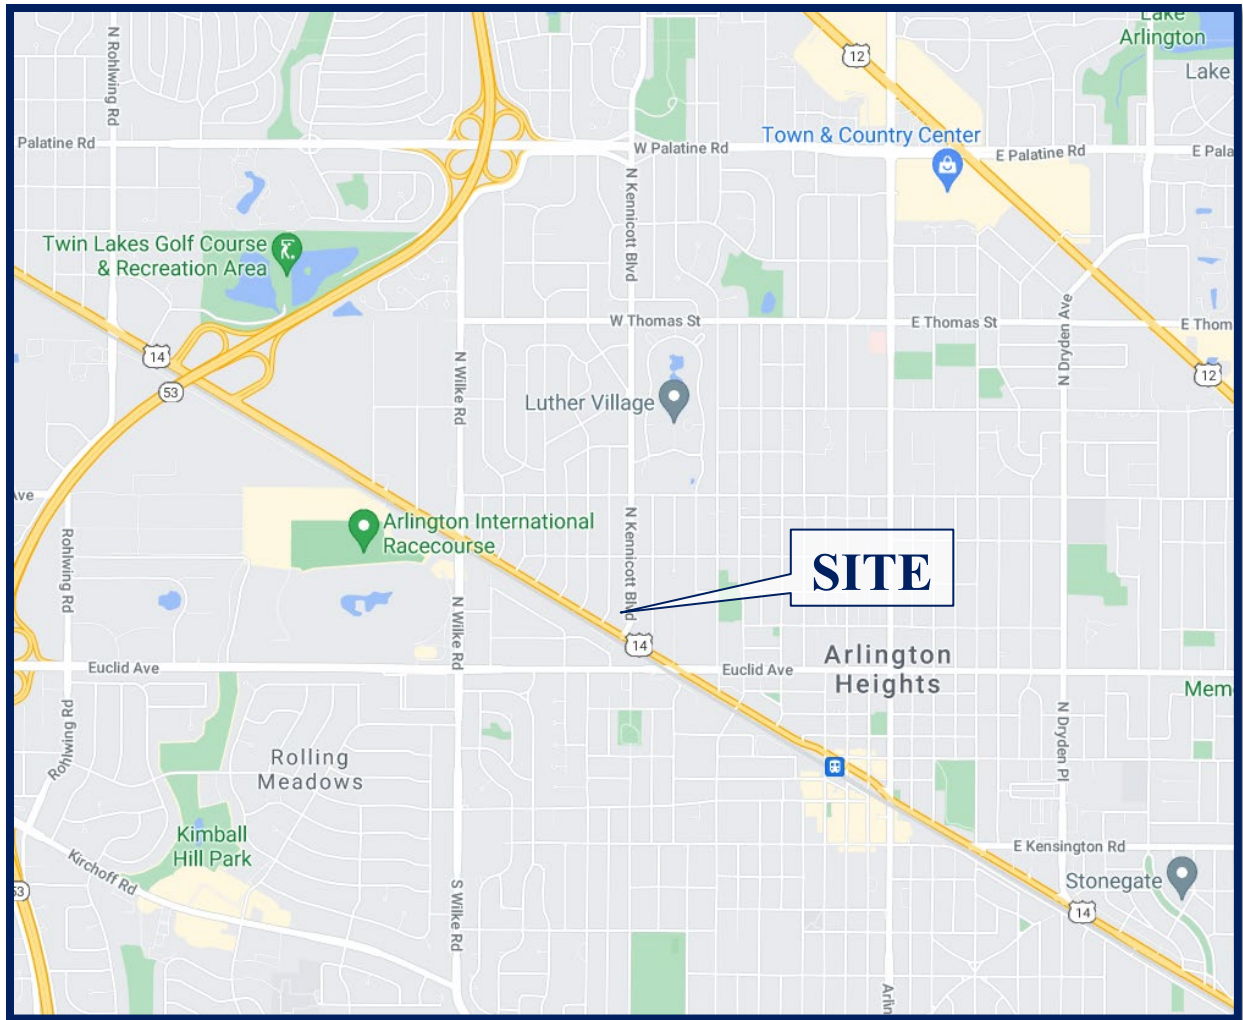 Lake
Arlington
12
Lake
N Rohlwing Rd
Palatine Rd
W Palatine Rd
Town & Country Center
E Palatine Rd
E Pala
N Kennicott Blvd
Twin Lakes Golf Course
& Recreation Area
W Thomas St
E Thomas St
E Thom
N Dryden Ave
14
53
12
N Wilke Rd
Luther Village
Ave
Arlington International
Racecourse
N Kennicott Blvd
SITE
Rohlwing Rd
N Wilke Rd
14
Euclid Ave
Euclid Ave
Arlington
Heights
Mem
Rohlwing Rd
N Dryden Pl
Rolling
Meadows
Kimball
Hill Park
Kirchoff Rd
E Kensington Rd
Stonegate
53
S Wilke Rd
14
Arlin